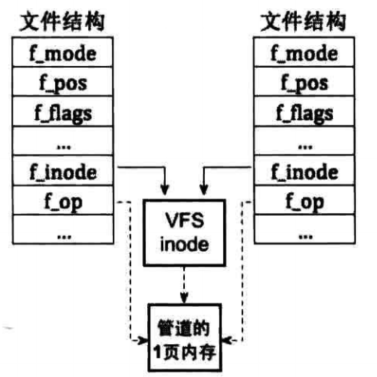 文件结构
f_mode
f_pos
f_flags
...
f_inode
f_op
...
文件结构
f_mode
f_pos
f_flags
...
f_inode
f_op
...
VFS
inode
管道的
1页内存